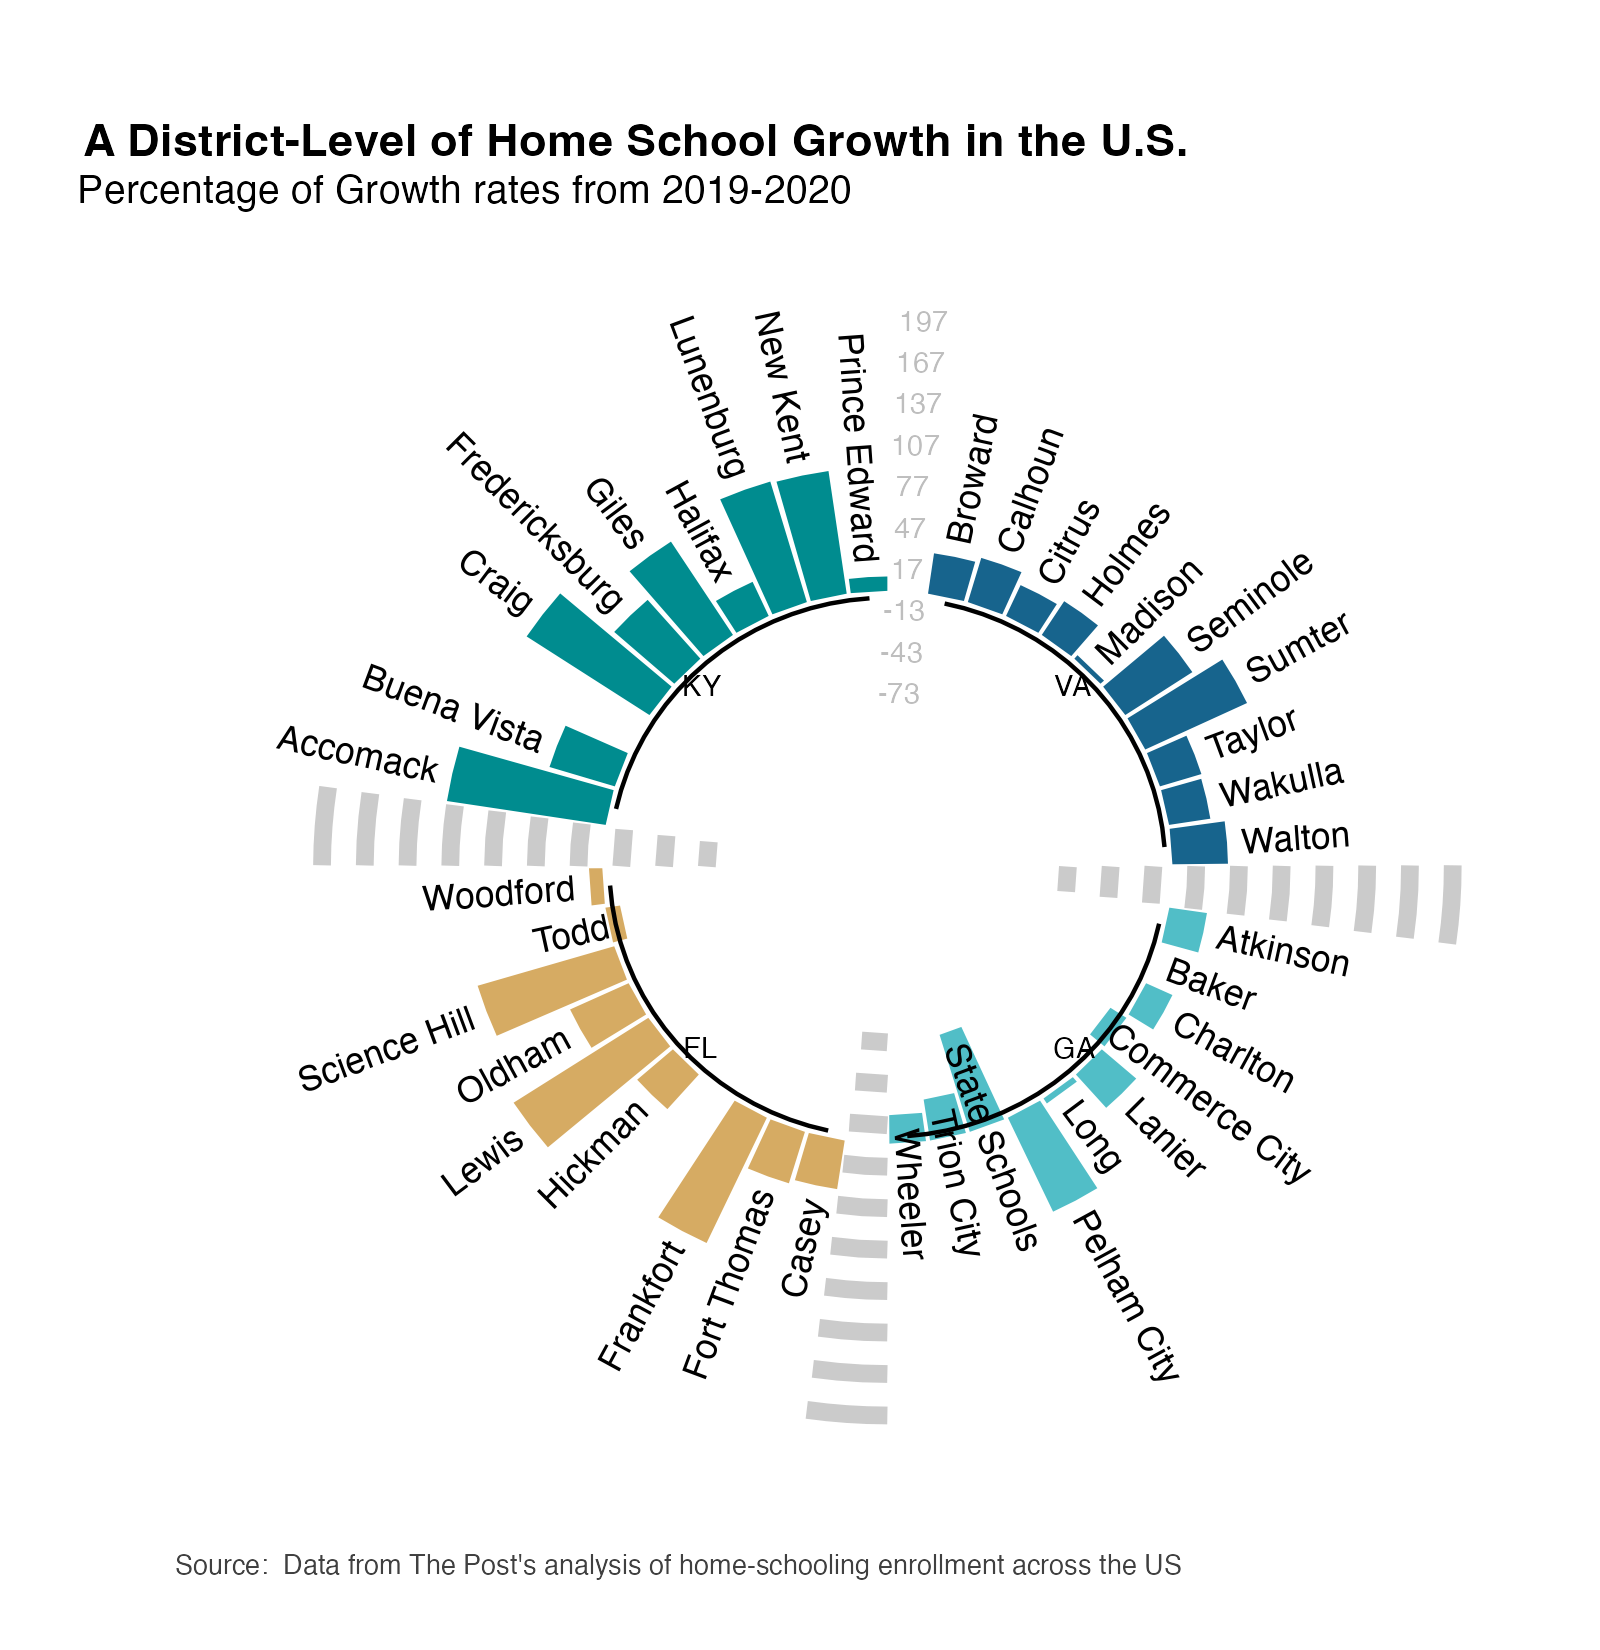 A District-Level of Home School Growth in the U.S.
Percentage of Growth rates from 2019-2020
197
167
137
107
77
47
17
-13
-43
-73
Broward
Calhoun
Citrus
Holmes
Madison
Seminole
Sumter
Taylor
Wakulla
Walton
VA
Atkinson
Baker
Charlton
Commerce City
Lanier
Long
Pelham City
State Schools
Trion City
Wheeler
GA
Casey
Fort Thomas
Frankfort
Hickman
Lewis
Oldham
Science Hill
Todd
Woodford
FL
Accomack
Buena Vista
Craig
Fredericksburg
Giles
Halifax
Lunenburg
New Kent
Prince Edward
KY
Source: Data from The Post's analysis of home-schooling enrollment across the US